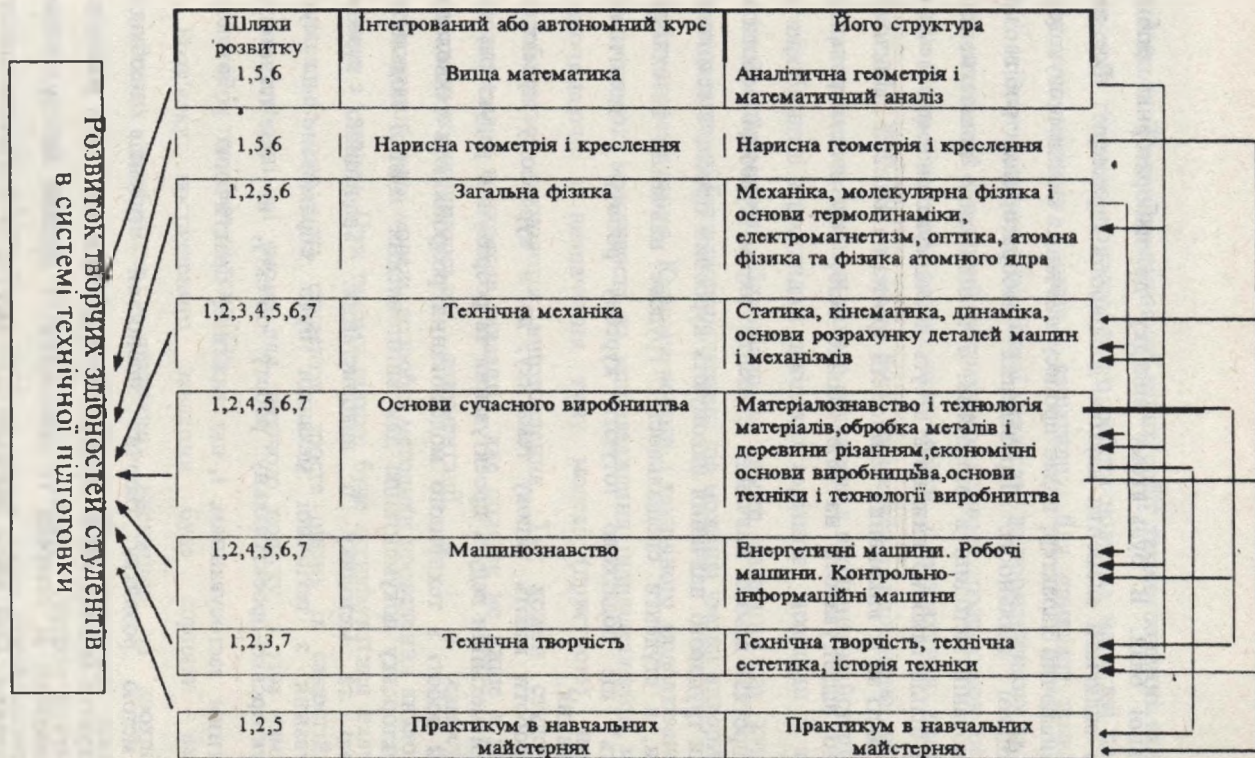 Шляхи розвитку
Інтегрований або автономний курс
Його структура
Розвиток творчих здібностей студентів
в системі технічної підготовки
1,5,6
Вища математика
Аналітична геометрія і
математичний аналіз
1,5,6
Нарисна геометрія і креслення
Нарисна геометрія і креслення
1,2,5,6
Загальна фізика
Механіка, молекулярна фізика і
основи термодинаміки,
електромагнетизм, оптика, атомна
фізика та фізика атомного ядра
1,2,3,4,5,6,7
Технічна механіка
Статика, кінематика, динаміка,
основи розрахунку деталей машин
і механізмів
1,2,4,5,6,7
Основи сучасного виробництва
Матеріалознавство і технологія
матеріалів,обробка металів і
деревини різанням,економічні
основи виробництва,основи
техніки і технології виробництва
1,2,4,5,6,7
Машинознавство
Енергетичні машини. Робочі
машини. Контрольно-
інформаційні машини
1,2,3,7
Технічна творчість
Технічна творчість, технічна
естетика, історія техніки
1,2,5
Практикум в навчальних
майстернях
Практикум в навчальних
майстернях